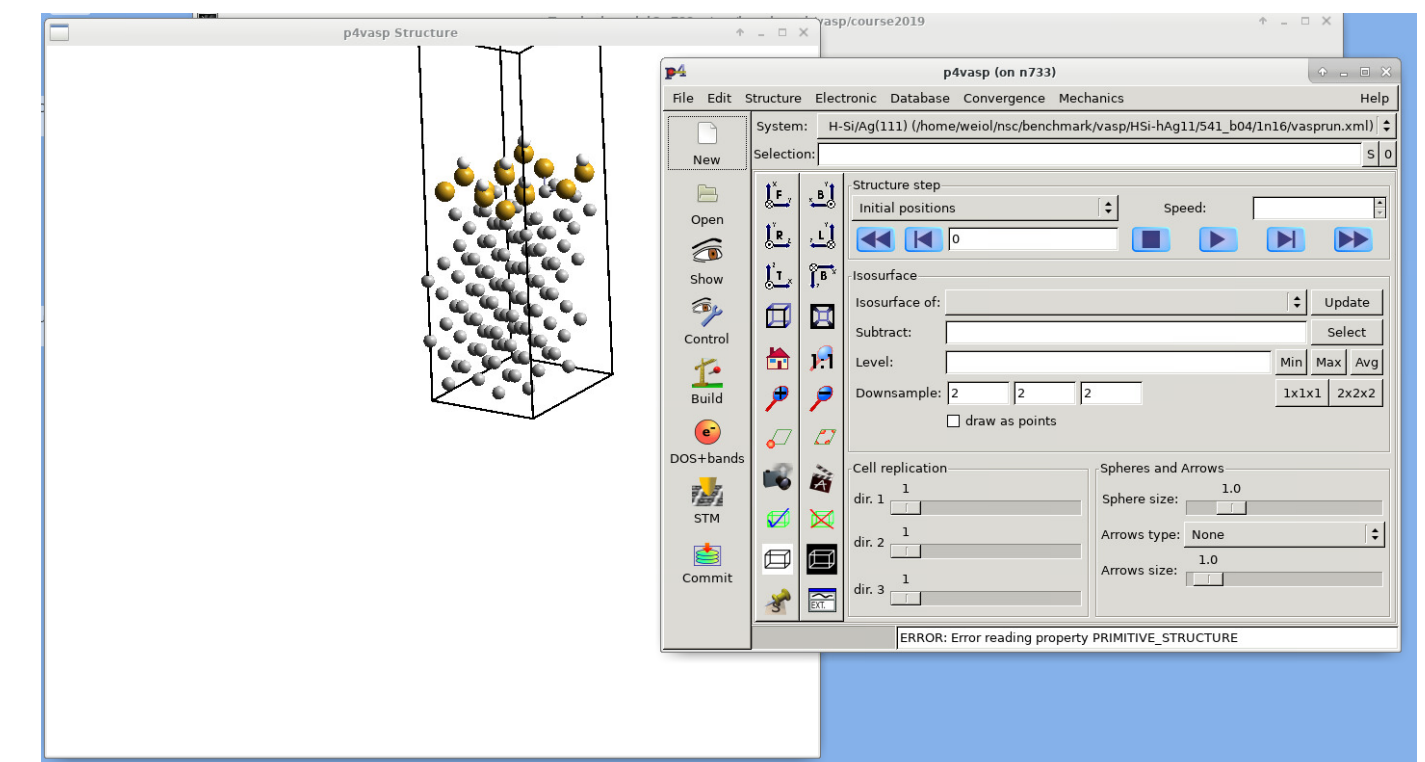 vasp/course2019
p4vasp Structure
p4vasp (on n733)
File Edit Structure Electronic Database Convergence Mechanics Help
System: H-Si/Ag(111) (/home/weiol/nsc/benchmark/vasp/HSi-hAg11/541_b04/1n16/vasprun.xml)
Selection: S 0
New
Open
Show
Control
Build
DOS+bands
STM
Commit
Structure step
Initial positions Speed:
0
Isosurface
Isosurface of: Update
Subtract: Select
Level: Min Max Avg
Downsample: 2 2 2 1x1x1 2x2x2
draw as points
Cell replication
dir. 1 1
dir. 2 1
dir. 3 1
Spheres and Arrows
Sphere size: 1.0
Arrows type: None
Arrows size: 1.0
ERROR: Error reading property PRIMITIVE_STRUCTURE